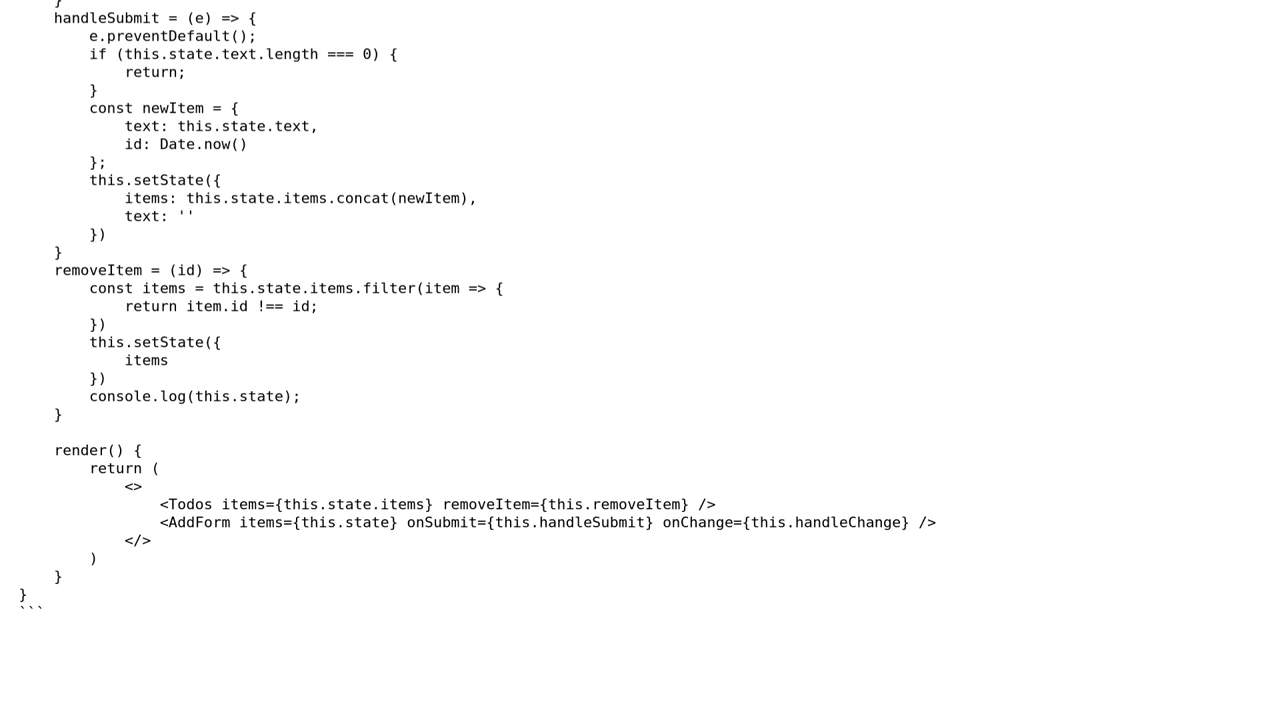 }
    handleSubmit = (e) => {
        e.preventDefault();
        if (this.state.text.length === 0) {
            return;
        }
        const newItem = {
            text: this.state.text,
            id: Date.now()
        };
        this.setState({
            items: this.state.items.concat(newItem),
            text: ''
        })
    }
    removeItem = (id) => {
        const items = this.state.items.filter(item => {
            return item.id !== id;
        })
        this.setState({
            items
        })
        console.log(this.state);
    }

    render() {
        return (
            <>
                <Todos items={this.state.items} removeItem={this.removeItem} />
                <AddForm items={this.state} onSubmit={this.handleSubmit} onChange={this.handleChange} />
            </>
        )
    }
}
```